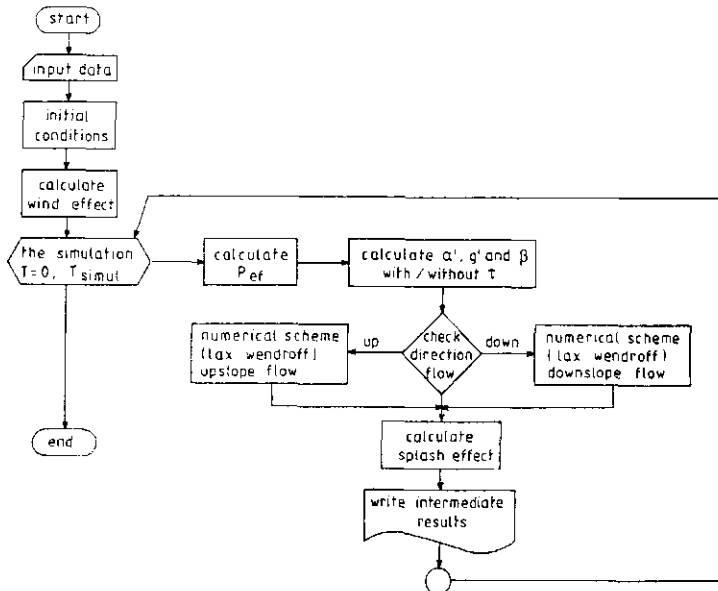 start
input data
initial
conditions
calculate
wind effect
the simulation
T=0, Tsimul
calculate
Pef
calculate α', g' and β
with/without τ
numerical scheme
(lax wendroff)
upslope flow
up
check
direction
flow
down
numerical scheme
(lax wendroff)
downslope flow
end
calculate
splash effect
write intermediate
results